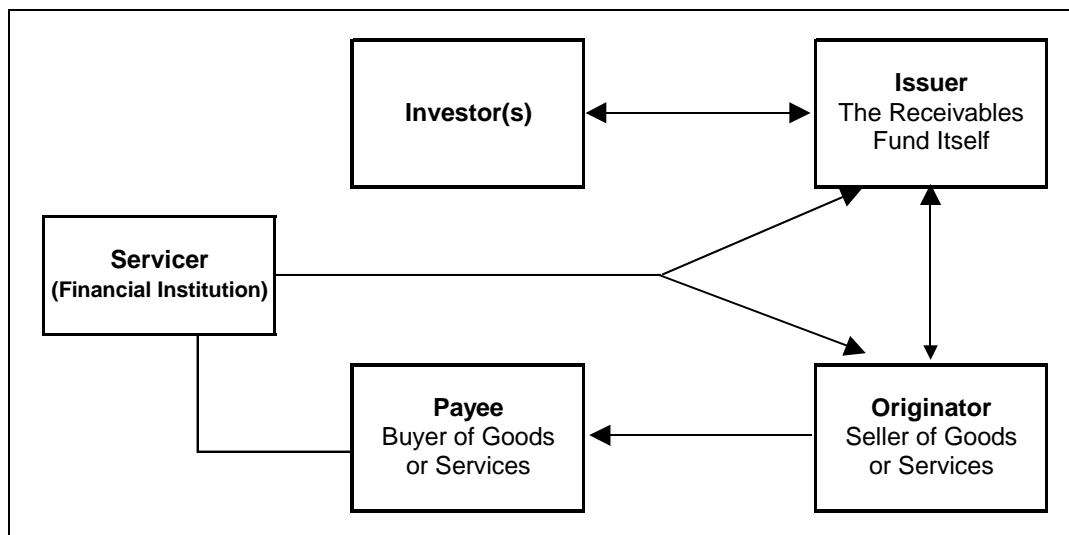 Investor(s)
Issuer
The Receivables
Fund Itself
Servicer
(Financial Institution)
Payee
Buyer of Goods
or Services
Originator
Seller of Goods
or Services